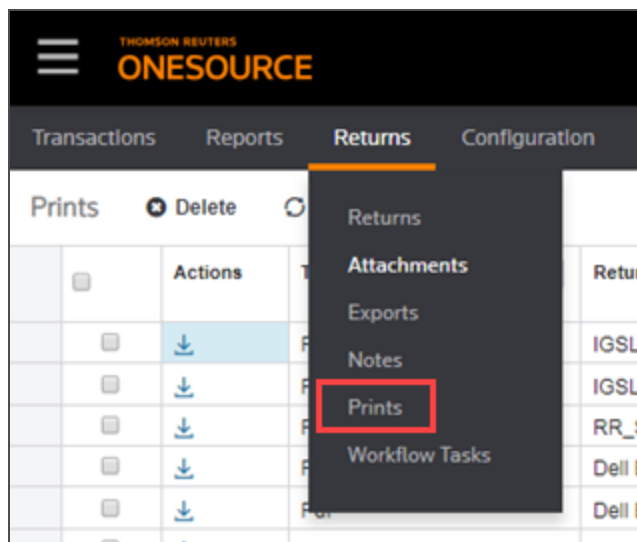 THOMSON REUTERS
ONESOURCE
Transactions Reports Returns Configuration
Prints Delete
Returns
Attachments
Exports
Notes
Prints
Workflow Tasks
Actions
IGSL
IGSL
Dell
Dell